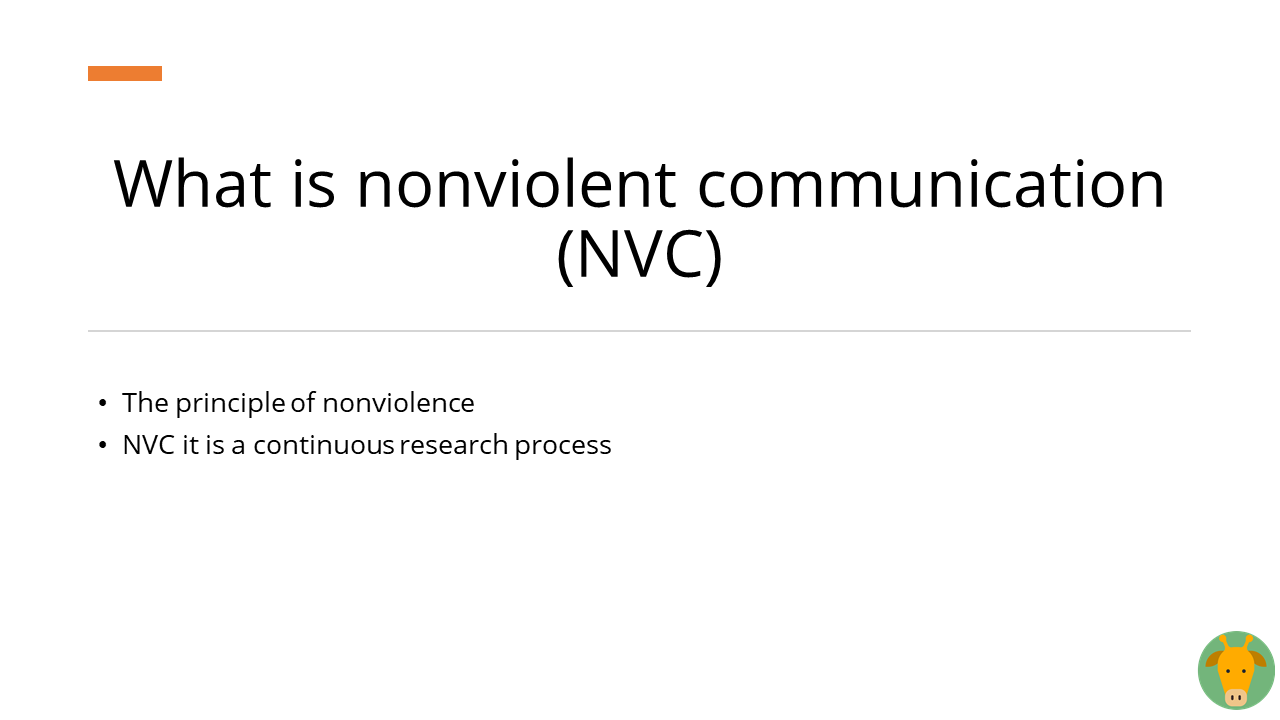 What is nonviolent communication
(NVC)
• The principle of nonviolence
• NVC it is a continuous research process